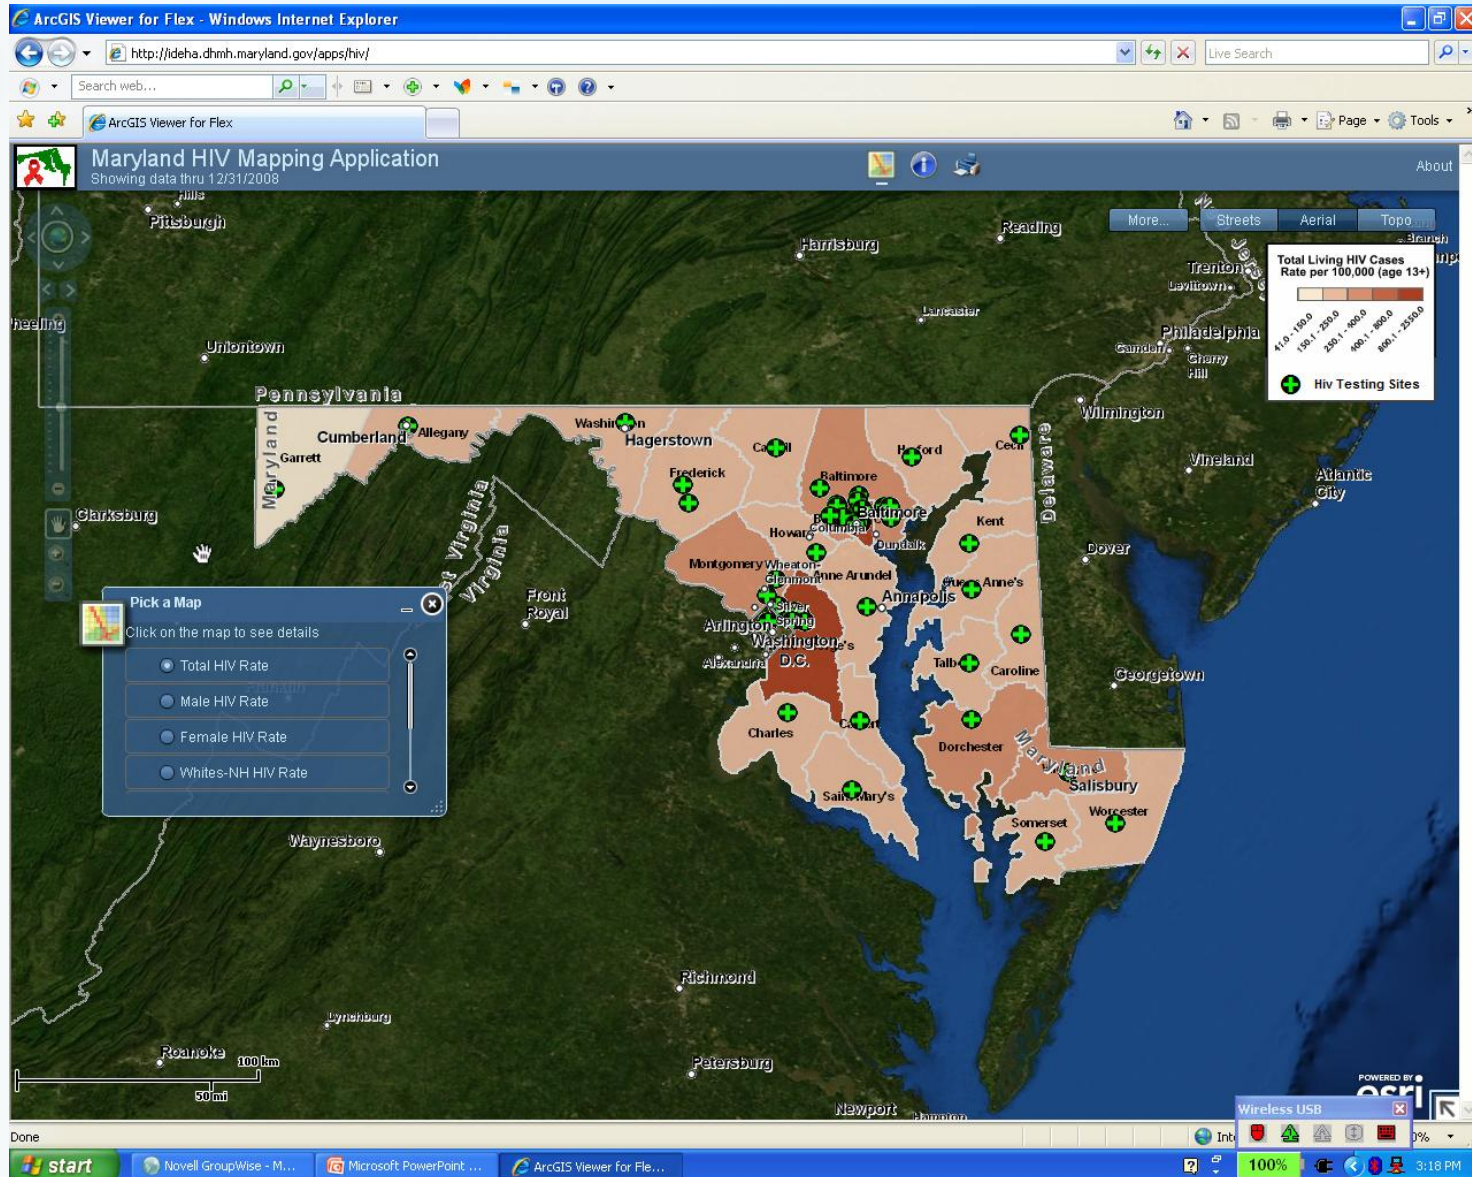 ArcGIS Viewer for Flex - Windows Internet Explorer
http://ideha.dhmh.maryland.gov/apps/hiv/
Live Search
Search web...
ArcGIS Viewer for Flex
Page
Tools
Maryland HIV Mapping Application
Showing data thru 12/31/2008
About
More...
Streets
Aerial
Topo
Total Living HIV Cases
Rate per 100,000 (age 13+)
41.0 - 150.0
150.1 - 250.0
250.1 - 400.0
400.1 - 800.0
800.1 - 2550.0
Hiv Testing Sites
Hills
Pittsburgh
Harrisburg
Reading
Branch
Trenton
Levittown
Lancaster
Philadelphia
Camden
Cherry
Hill
Uniontown
Pennsylvania
Wilmington
Maryland
Cumberland
Allegany
Garrett
Hagerstown
Frederick
Baltimore
Delaware
Vineland
Atlantic
City
Clarksburg
Virginia
Baltimore
Columbia
Dundalk
Kent
Dover
Montgomery
Wheaton-
Glenmont
Anne Arundel
Annapolis
Front
Royal
Arlington
Silver
Spring
Washington
D.C.
Alexandria
Caroline
Georgetown
Charles
Dorchester
Maryland
Salisbury
Worcester
Somerset
Pick a Map
Click on the map to see details
Total HIV Rate
Male HIV Rate
Female HIV Rate
Whites-NH HIV Rate
Waynesboro
Richmond
Lynchburg
Roanoke
100 km
50 mi
Petersburg
Newport
Hampton
POWERED BY
esri
Wireless USB
Done
start
Novell GroupWise - M...
Microsoft PowerPoint ...
ArcGIS Viewer for Fle...
100%
3:18 PM